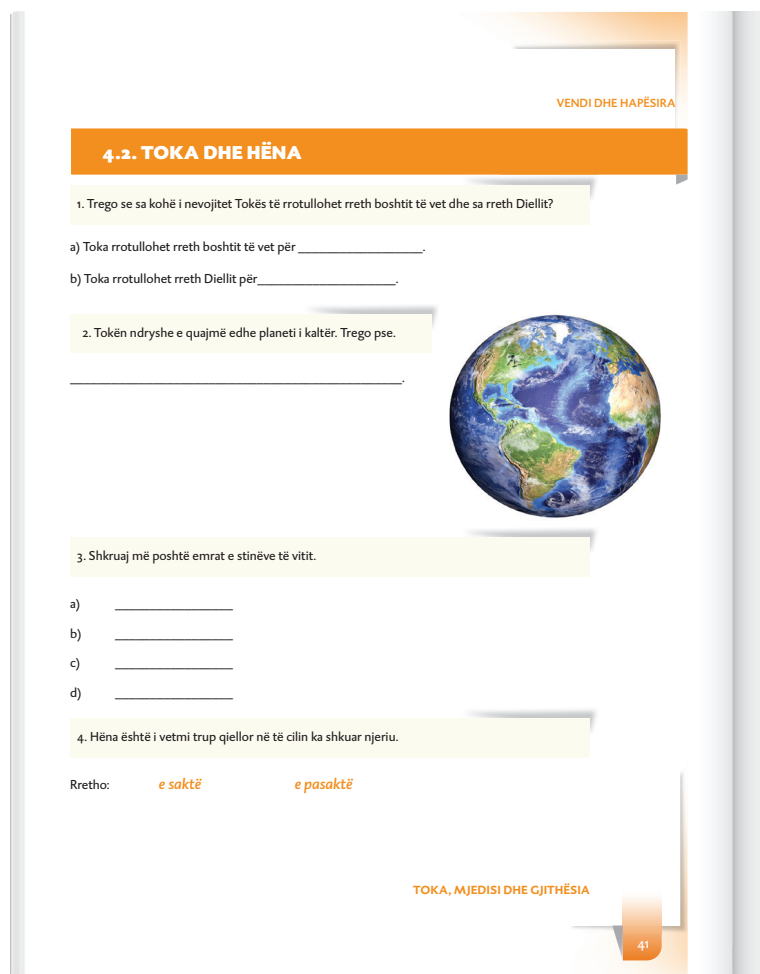 VENDI DHE HAPËSIRA
4.2. TOKA DHE HËNA
1. Trego se sa kohë i nevojitet Tokës të rrotullohet rreth boshtit të vet dhe sa rreth Diellit?
a) Toka rrotullohet rreth boshtit të vet për __________________.
b) Toka rrotullohet rreth Diellit për____________________.
2. Tokën ndryshe e quajmë edhe planeti i kaltër. Trego pse.
________________________________________________.
3. Shkruaj më poshtë emrat e stinëve të vitit.
a) _________________
b) _________________
c) _________________
d) _________________
4. Hëna është i vetmi trup qiellor në të cilin ka shkuar njeriu.
Rretho: e saktë e pasaktë
TOKA, MJEDISI DHE GJITHËSIA
41